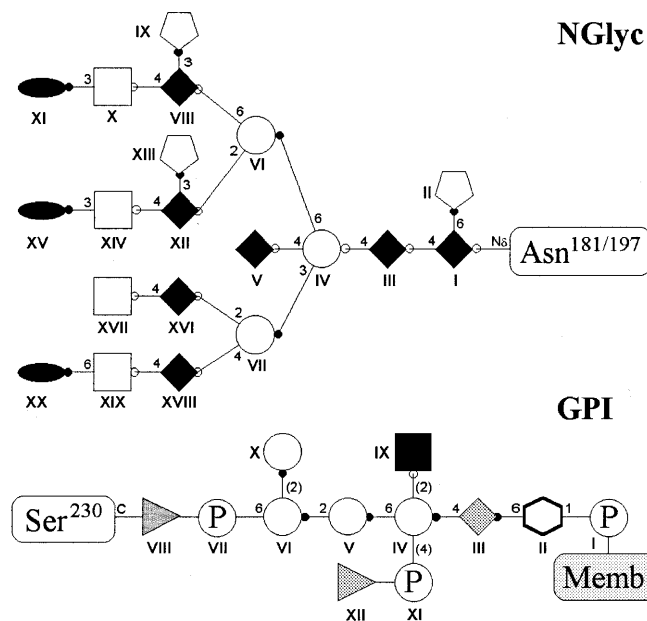 NGlyc
IX
3
3 4
XI X VIII
6
XIII
VI
2
3
II
3 4
6
6
XV XIV XII
4 4 4 Nδ
Asn181/197
V IV III I
3
4
2
XVII XVI
VII
6 4 4
XX XIX XVIII
GPI
X IX
(2) (2)
Ser230 C P 6 2 6 4 6 1 P
VIII VII VI V IV III II I
(4)
P Memb
XII XI